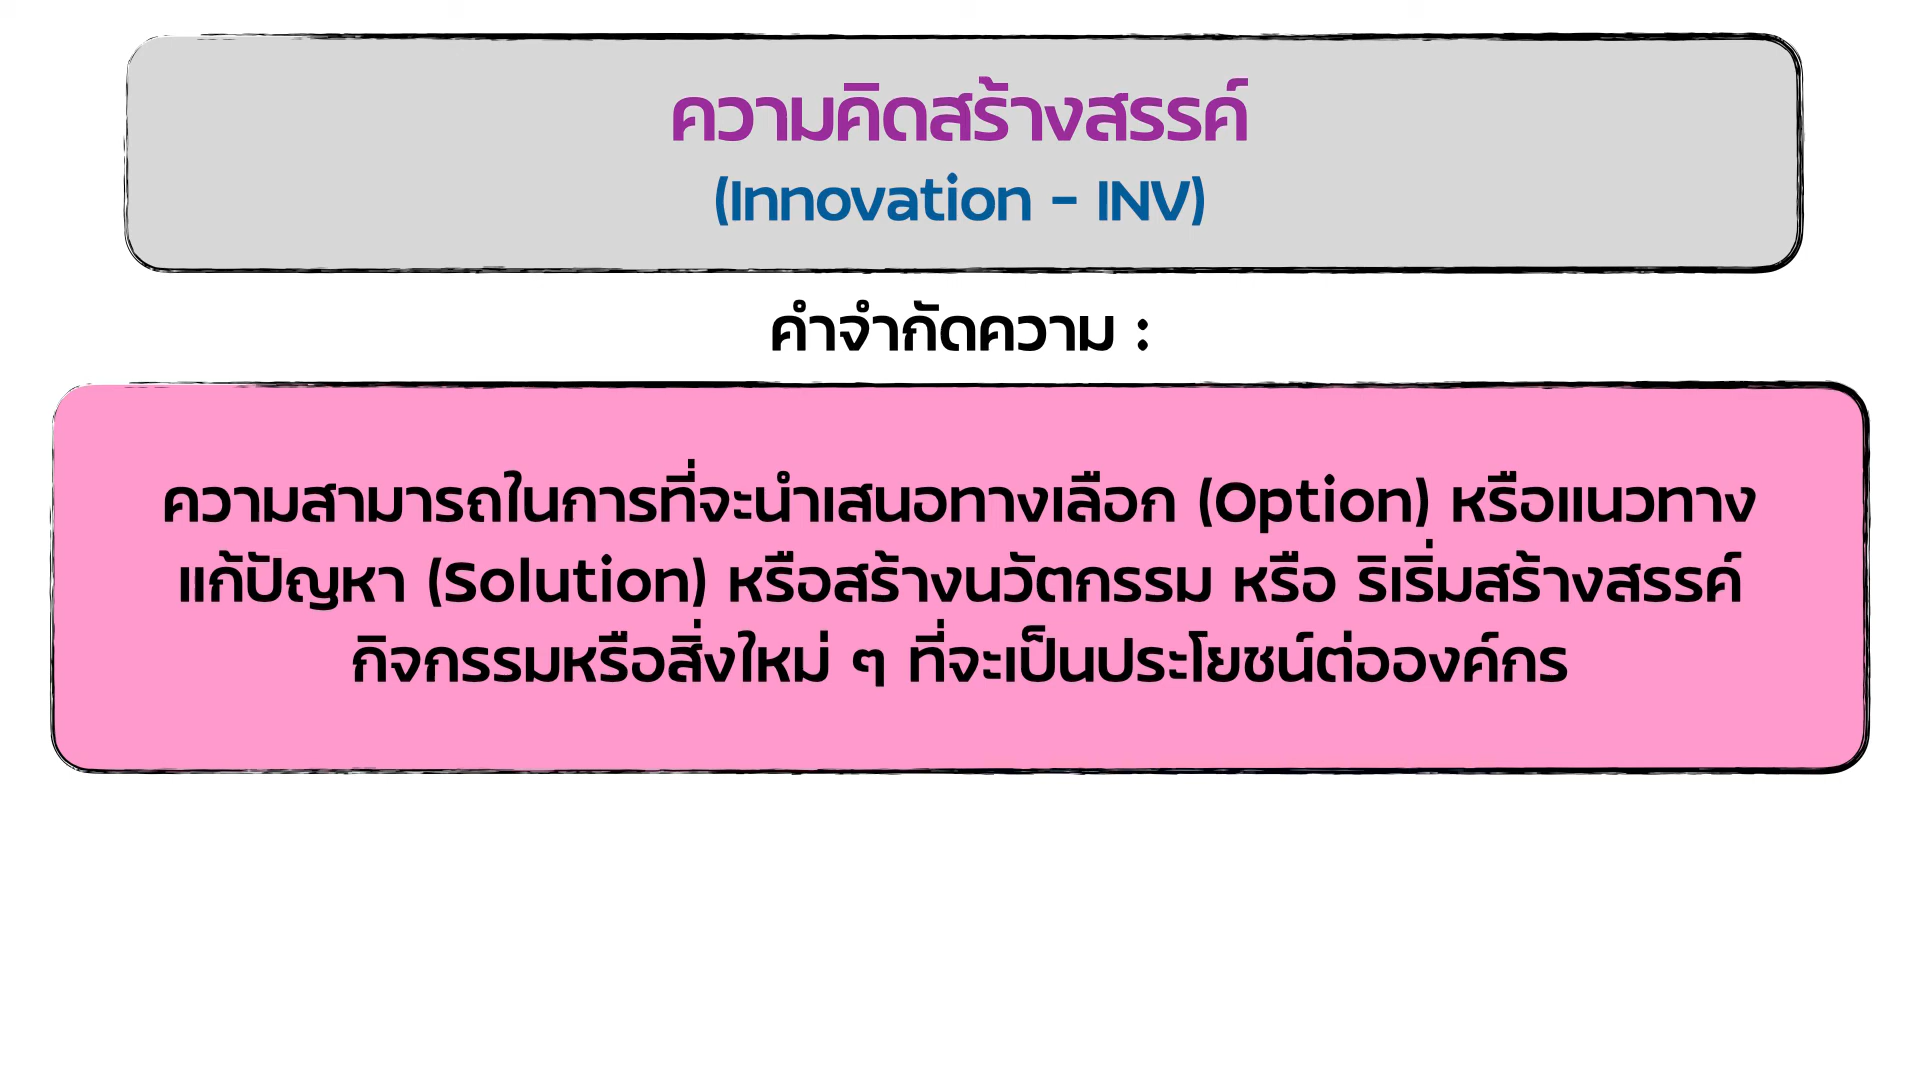 ความคิดสร้างสรรค์
(Innovation - INV)
คำจำกัดความ :
ความสามารถในการที่จะนำเสนอทางเลือก (Option) หรือแนวทาง
แก้ปัญหา (Solution) หรือสร้างนวัตกรรม หรือ ริเริ่มสร้างสรรค์
กิจกรรมหรือสิ่งใหม่ ๆ ที่จะเป็นประโยชน์ต่อองค์กร